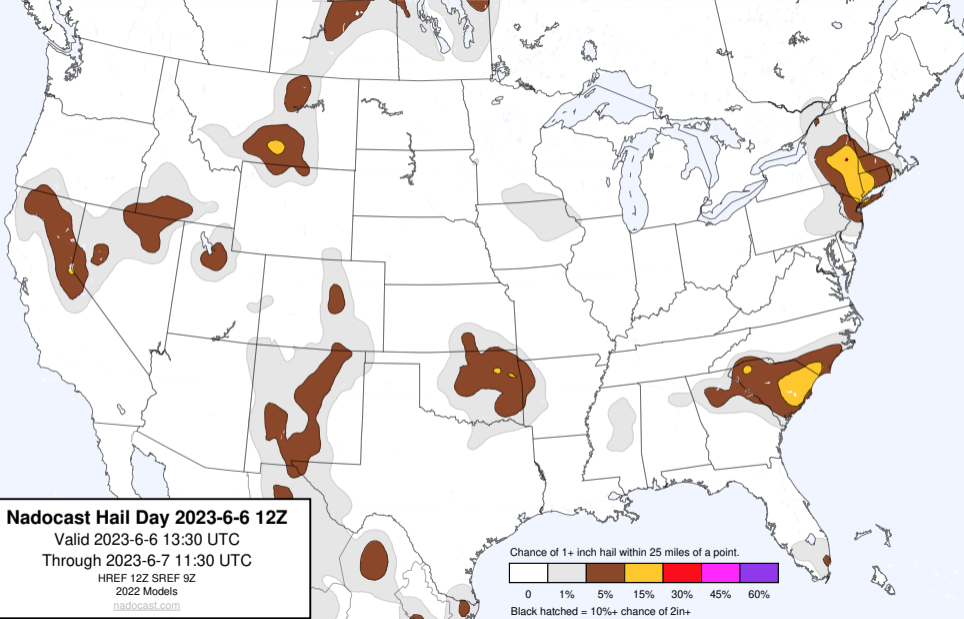 Nadocast Hail Day 2023-6-6 12Z
Valid 2023-6-6 13:30 UTC
Through 2023-6-7 11:30 UTC
HREF 12Z SREF 9Z
2022 Models
nadocast.com
Chance of 1+ inch hail within 25 miles of a point.
0 1% 5% 15% 30% 45% 60%
Black hatched = 10%+ chance of 2in+